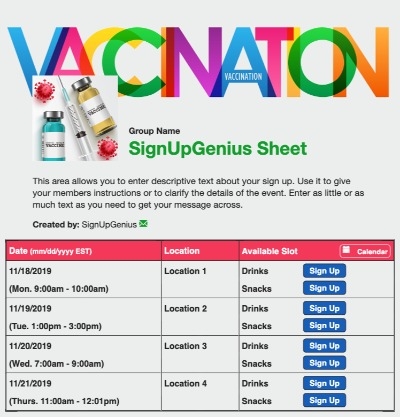 VACCINATION
VACCINATION
VACCINE
Group Name
SignUpGenius Sheet
This area allows you to enter descriptive text about your sign up. Use it to give
your members instructions or to clarify the details of the event. Enter as little or as
much text as you need to get your message across.
Created by: SignUpGenius
Date (mm/dd/yyyy EST) Location Available Slot Calendar
11/18/2019 Location 1 Drinks Sign Up
(Mon. 9:00am - 10:00am) Snacks Sign Up
11/19/2019 Location 2 Drinks Sign Up
(Tue. 1:00pm - 3:00pm) Snacks Sign Up
11/20/2019 Location 3 Drinks Sign Up
(Wed. 7:00am - 9:00am) Snacks Sign Up
11/21/2019 Location 4 Drinks Sign Up
(Thurs. 11:00am - 12:01pm) Snacks Sign Up